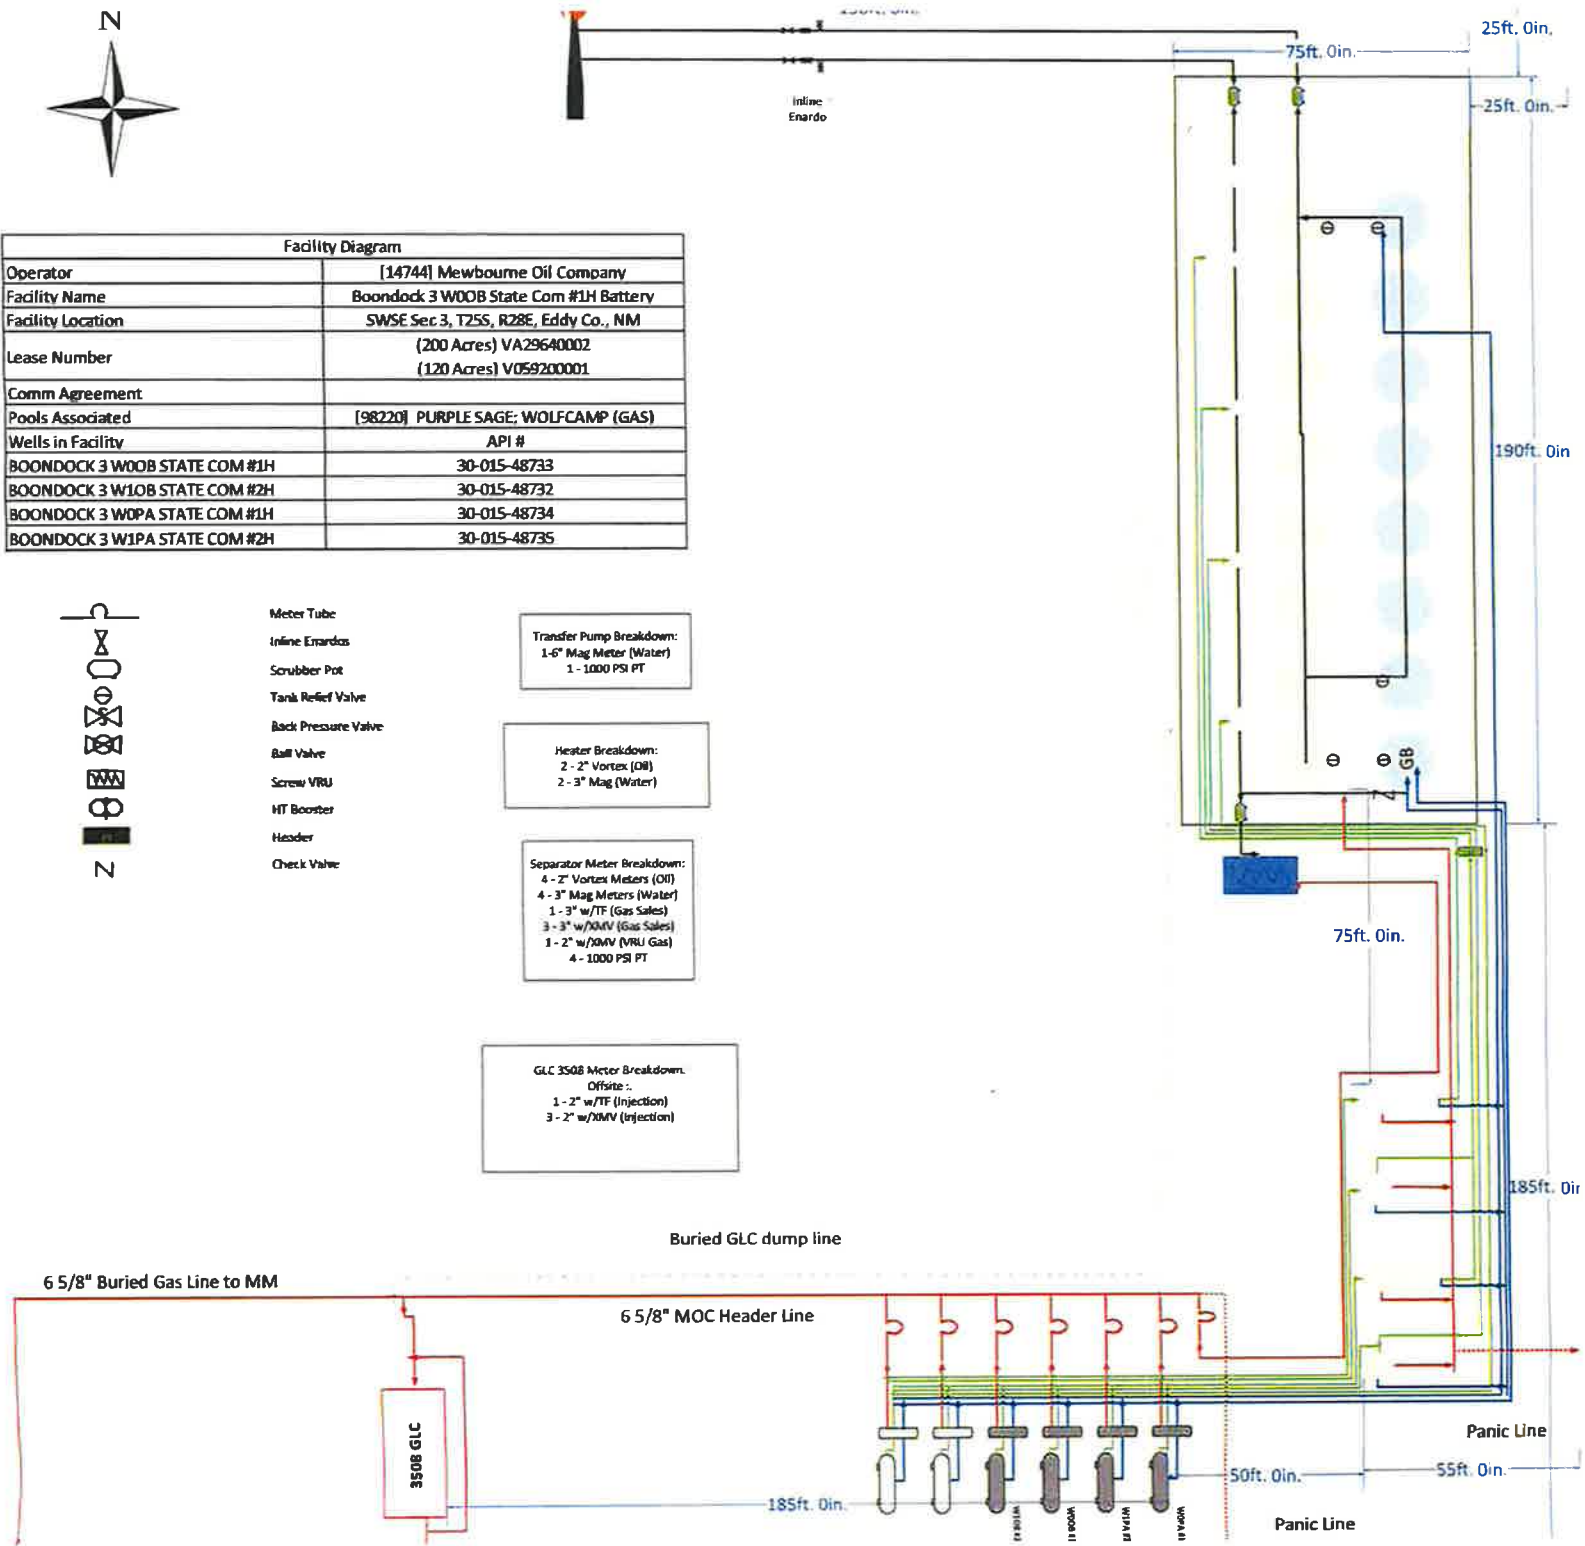 N
25ft. 0in.
75ft. 0in.
25ft. 0in.
Inline
Enardo
Facility Diagram
Operator [14744] Mewbourne Oil Company
Facility Name Boondock 3 W0OB State Com #1H Battery
Facility Location SWSE Sec 3, T25S, R28E, Eddy Co., NM
Lease Number (200 Acres) VA29640002
(120 Acres) V059200001
Comm Agreement
Pools Associated [98220] PURPLE SAGE; WOLFCAMP (GAS)
Wells in Facility API #
BOONDOCK 3 W0OB STATE COM #1H 30-015-48733
BOONDOCK 3 W1OB STATE COM #2H 30-015-48732
BOONDOCK 3 W0PA STATE COM #1H 30-015-48734
BOONDOCK 3 W1PA STATE COM #2H 30-015-48735
190ft. 0in
Meter Tube
Inline Enardos
Scrubber Pot
Tank Relief Valve
Back Pressure Valve
Ball Valve
Screw VRU
HT Booster
Header
Check Valve
Transfer Pump Breakdown:
1-6" Mag Meter (Water)
1 - 1000 PSI PT
Heater Breakdown:
2 - 2" Vortex (Oil)
2 - 3" Mag (Water)
GB
Separator Meter Breakdown:
4 - 2" Vortex Meters (Oil)
4 - 3" Mag Meters (Water)
1 - 3" w/TF (Gas Sales)
3 - 3" w/XMV (Gas Sales)
1 - 2" w/XMV (VRU Gas)
4 - 1000 PSI PT
75ft. 0in.
GLC 3508 Meter Breakdown.
Offsite :.
1 - 2" w/TF (Injection)
3 - 2" w/XMV (Injection)
185ft. 0in
Buried GLC dump line
6 5/8" Buried Gas Line to MM
6 5/8" MOC Header Line
3508 GLC
Panic Line
50ft. 0in.
55ft. 0in.
185ft. 0in.
W1OB #2
W0OB #1
W1PA #2
W0PA #1
Panic Line